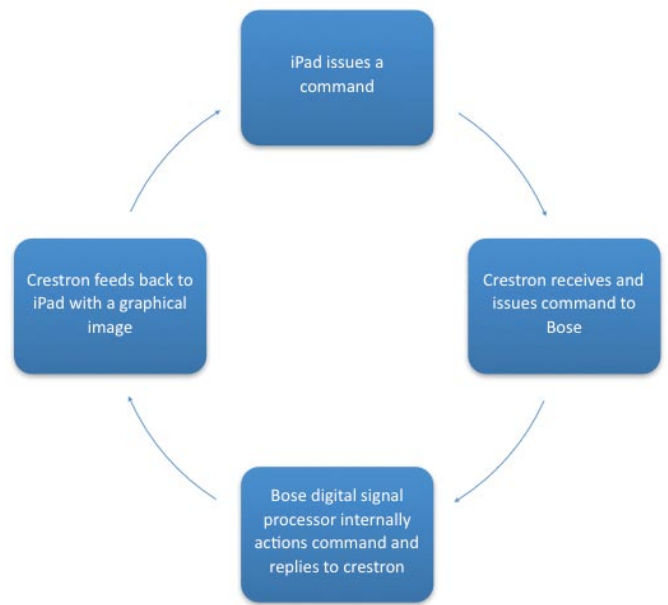 iPad issues a
command
Crestron receives and
issues command to
Bose
Bose digital signal
processor internally
actions command and
replies to crestron
Crestron feeds back to
iPad with a graphical
image